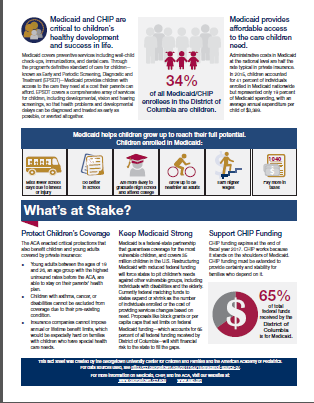 Medicaid and CHIP are
critical to children's
healthy development
and success in life.
Medicaid covers preventive services including well-child
check-ups, immunizations, and dental care. Through
the program's definitive standard of care for children—
known as Early and Periodic Screening, Diagnostic and
Treatment (EPSDT)—Medicaid provides children with
access to the care they need at a cost their parents can
afford. EPSDT covers a comprehensive array of services
for children, including developmental, vision and hearing
screenings, so that health problems and developmental
delays can be diagnosed and treated as early as
possible, or averted altogether.
34%
of all Medicaid/CHIP
enrollees in the District of
Columbia are children.
Medicaid provides
affordable access
to the care children
need.
Administrative costs in Medicaid
at the national level are half the
rate typical in private insurance.
In 2015, children accounted
for 41 percent of individuals
enrolled in Medicaid nationwide
but represented only 19 percent
of Medicaid spending, with an
average annual expenditure per
child of
Medicaid helps children grow up to reach their full potential.
Children enrolled in Medicaid:
Miss fewer school
days due to illness
or injury
Do better
in school
Are more likely to
graduate high school
and attend college
Grow up to be
healthier as adults
Earn higher
wages
1040
Pay more in
taxes
What's at Stake?
Protect Children's Coverage
The ACA enacted critical protections that
also benefit children and young adults
covered by private insurance:
• Young adults between the ages of 19
and 26, an age group with the highest
uninsured rates before the ACA, are
able to stay on their parents' health
plan.
• Children with asthma, cancer, or
disabilities cannot be excluded from
coverage due to their pre-existing
condition.
• Insurance companies cannot impose
annual or lifetime benefit limits, which
would be especially hard on families
with children who have special health
care needs.
Keep Medicaid Strong
Medicaid is a federal-state partnership
that guarantees coverage for the most
vulnerable children, and covers
million children in the U.S. Restructuring
Medicaid with reduced federal funding
will force states to pit children's needs
against other vulnerable groups, including
individuals with disabilities and the elderly.
Currently federal matching funds to
states expand or shrink as the number
of individuals enrolled or the cost of
providing services change based on
need. Proposals like block grants or per
capita caps that set limits on federal
Medicaid funding—which accounts for 65
percent of all federal funding received by
District of Columbia—will shift financial
risk to the state to fill the gaps.
Support CHIP Funding
CHIP funding expires at the end of
fiscal year 2017. CHIP works because
it stands on the shoulders of Medicaid.
CHIP funding must be extended to
provide certainty and stability for
families who depend on it.
$
65%
of total
federal funds
received by the
District of
Columbia
is for Medicaid.
This fact sheet was created by the Georgetown University Center for Children and Families and the American Academy of Pediatrics.
For more information on Medicaid, CHIP, and the ACA, visit our websites at: